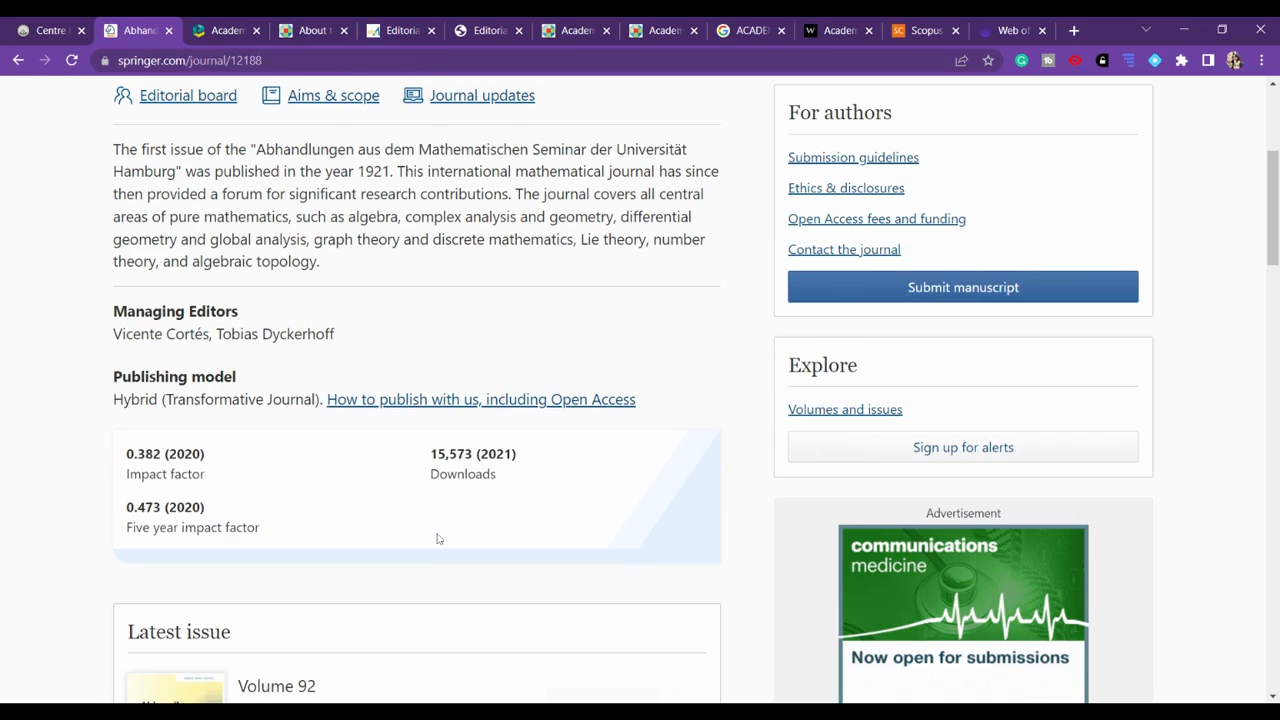 Centre
Abhand
Academ
About t
Editoria
Editoria
Academ
Academ
ACADE
Academ
Scopus
Web of
springer.com/journal/12188
Editorial board
Aims & scope
Journal updates
The first issue of the "Abhandlungen aus dem Mathematischen Seminar der Universität
Hamburg" was published in the year 1921. This international mathematical journal has since
then provided a forum for significant research contributions. The journal covers all central
areas of pure mathematics, such as algebra, complex analysis and geometry, differential
geometry and global analysis, graph theory and discrete mathematics, Lie theory, number
theory, and algebraic topology.
Managing Editors
Vicente Cortés, Tobias Dyckerhoff
Publishing model
Hybrid (Transformative Journal). How to publish with us, including Open Access
0.382 (2020)
Impact factor
15,573 (2021)
Downloads
0.473 (2020)
Five year impact factor
Latest issue
Volume 92
For authors
Submission guidelines
Ethics & disclosures
Open Access fees and funding
Contact the journal
Submit manuscript
Explore
Volumes and issues
Sign up for alerts
Advertisement
communications
medicine
Now open for submissions